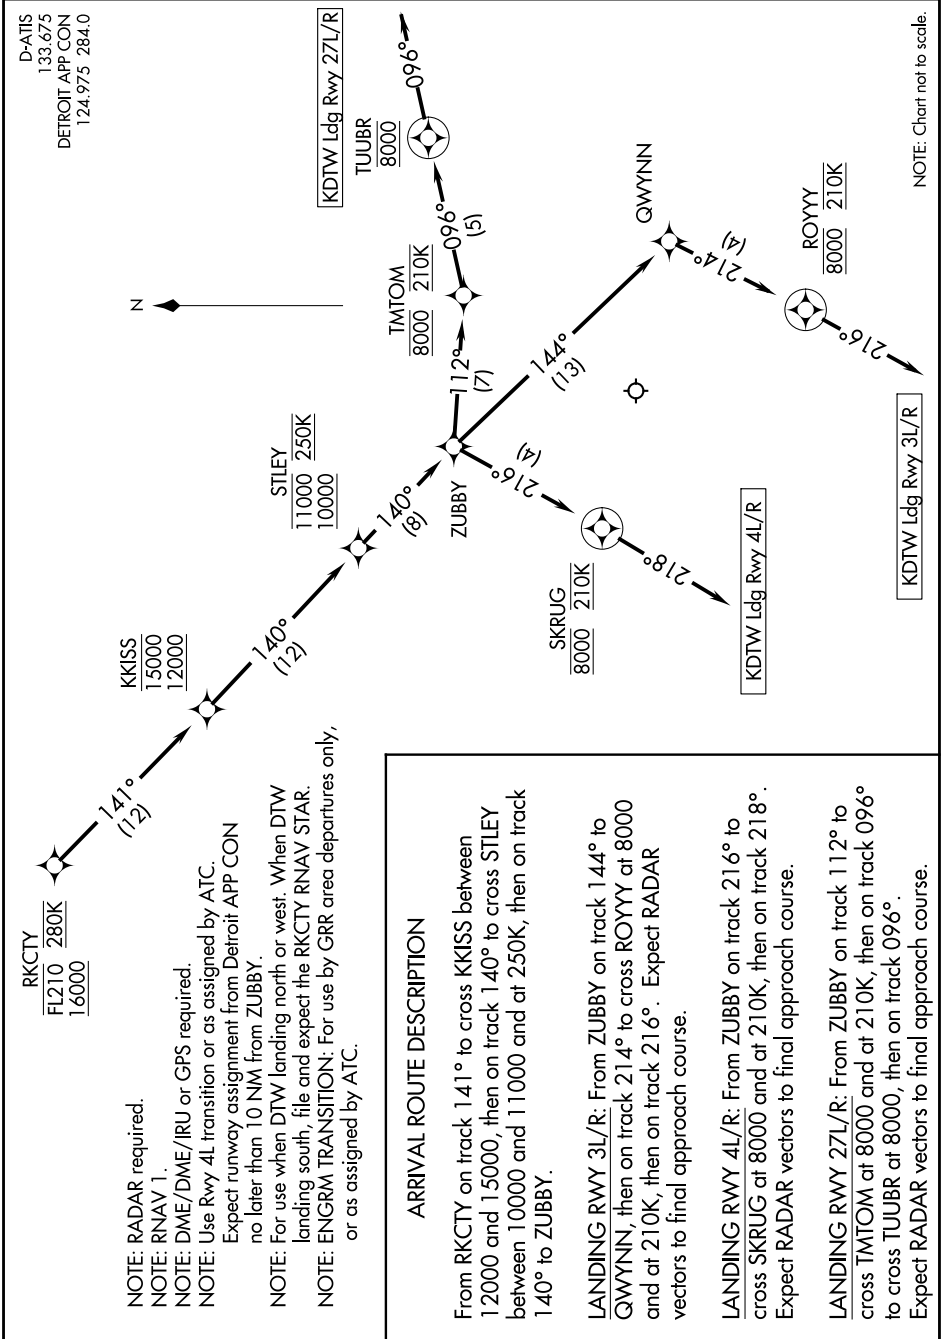 D-ATIS
133.675
DETROIT APP CON
124.975 284.0
RKCTY
FL210 280K
16000
141°
(12)
KKISS
15000
12000
140°
(12)
STLEY
11000 250K
10000
140°
(8)
ZUBBY
N
112°
(7)
TMTOM
8000 210K
096°
(5)
TUUBR
8000
096°
KDTW Ldg Rwy 27L/R
144°
(13)
QWYNN
214°
(4)
ROYYY
8000 210K
216°
KDTW Ldg Rwy 3L/R
216°
(4)
SKRUG
8000 210K
218°
KDTW Ldg Rwy 4L/R
NOTE: Chart not to scale.
NOTE: RADAR required.
NOTE: RNAV 1.
NOTE: DME/DME/IRU or GPS required.
NOTE: Use Rwy 4L transition or as assigned by ATC.
Expect runway assignment from Detroit APP CON
no later than 10 NM from ZUBBY.
NOTE: For use when DTW landing north or west. When DTW
landing south, file and expect the RKCTY RNAV STAR.
NOTE: ENGRM TRANSITION: For use by GRR area departures only,
or as assigned by ATC.
ARRIVAL ROUTE DESCRIPTION
From RKCTY on track 141° to cross KKISS between
12000 and 15000, then on track 140° to cross STLEY
between 10000 and 11000 and at 250K, then on track
140° to ZUBBY.
LANDING RWY 3L/R: From ZUBBY on track 144° to
QWYNN, then on track 214° to cross ROYYY at 8000
and at 210K, then on track 216°. Expect RADAR
vectors to final approach course.
LANDING RWY 4L/R: From ZUBBY on track 216° to
cross SKRUG at 8000 and at 210K, then on track 218°.
Expect RADAR vectors to final approach course.
LANDING RWY 27L/R: From ZUBBY on track 112° to
cross TMTOM at 8000 and at 210K, then on track 096°
to cross TUUBR at 8000, then on track 096°.
Expect RADAR vectors to final approach course.